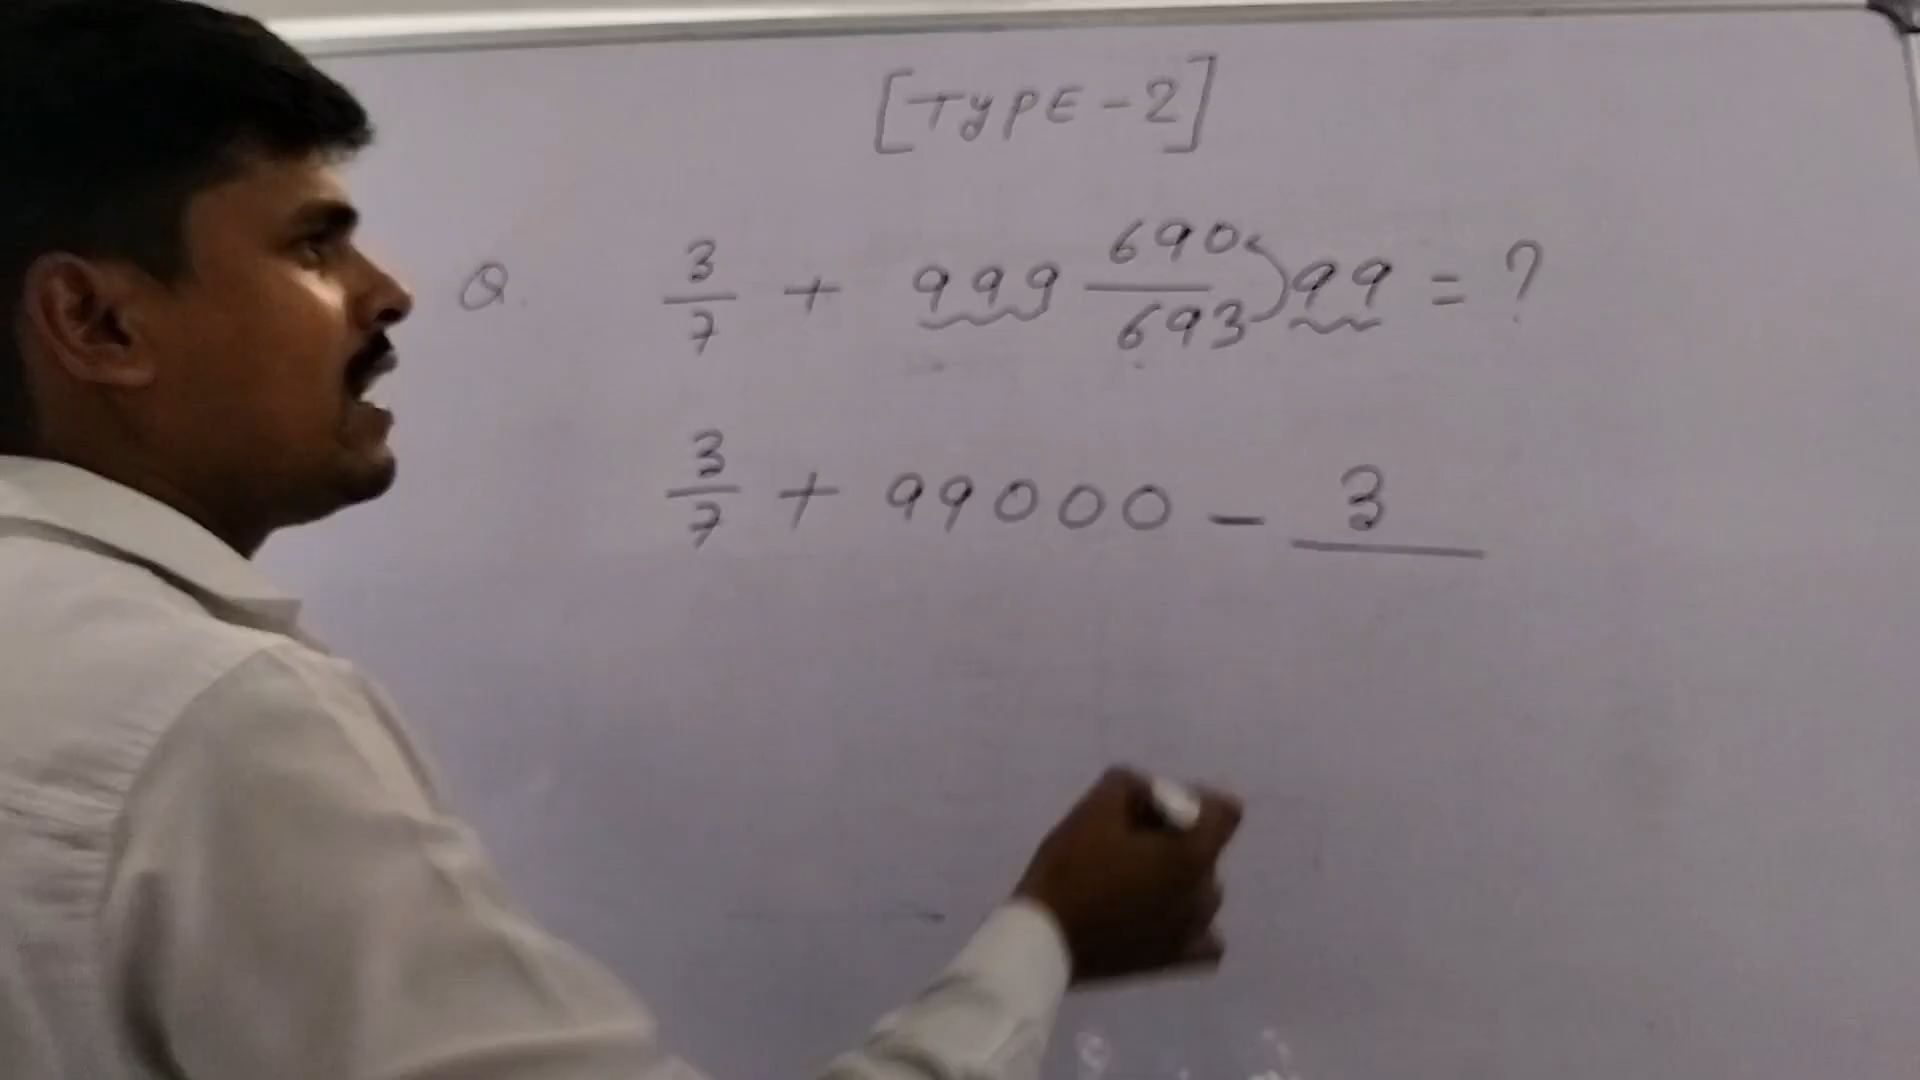 [TYPE-2]
Q. 3/7 + 999 690/693 99 = ?
3/7 + 99000 - 3